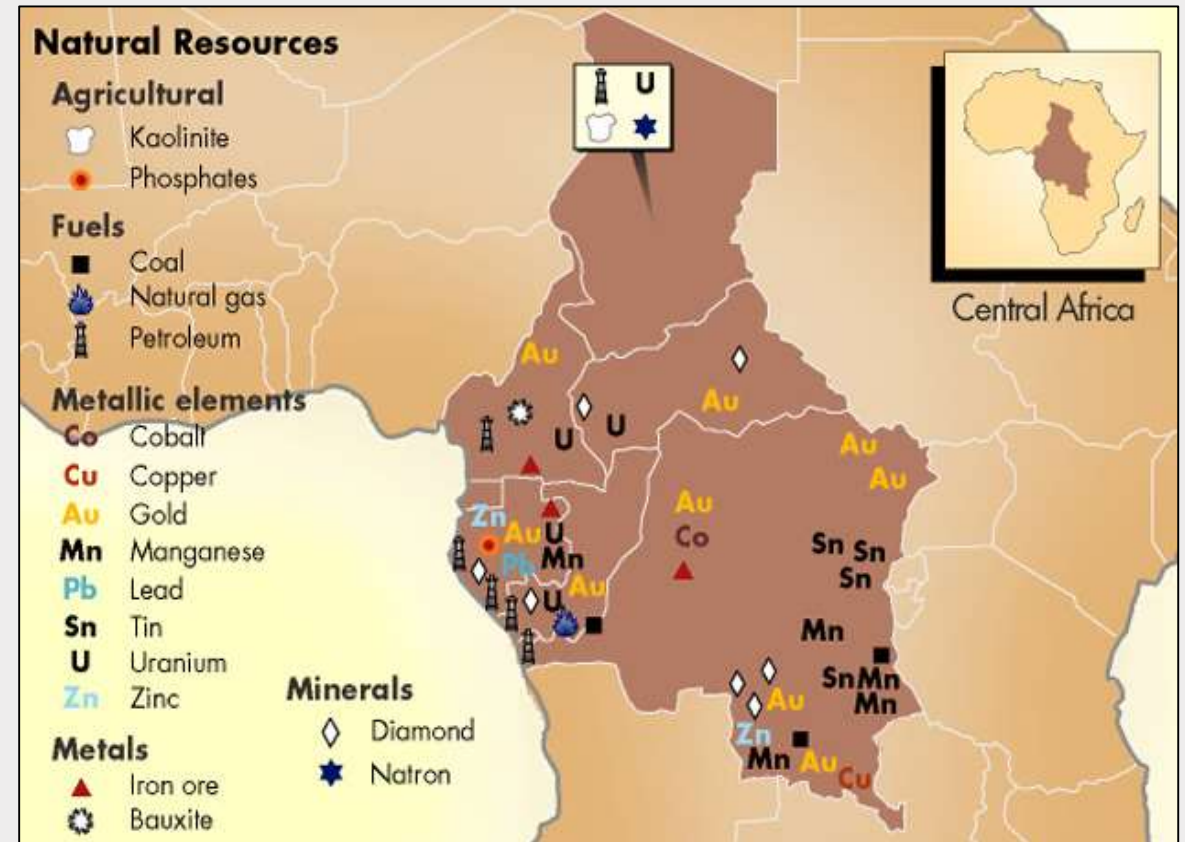 Natural Resources
Agricultural
Kaolinite
Phosphates
Fuels
Coal
Natural gas
Petroleum
Metallic elements
Co Cobalt
Cu Copper
Au Gold
Mn Manganese
Pb Lead
Sn Tin
U Uranium
Zn Zinc
Metals
Iron ore
Bauxite
Minerals
Diamond
Natron
Central Africa
U
Au
Au
U
U
Au
Au
Au
Co
Zn
Au
U
Pb
Mn
Au
U
Sn
Sn
Sn
Mn
Sn
Mn
Mn
Au
Zn
Mn
Au
Cu